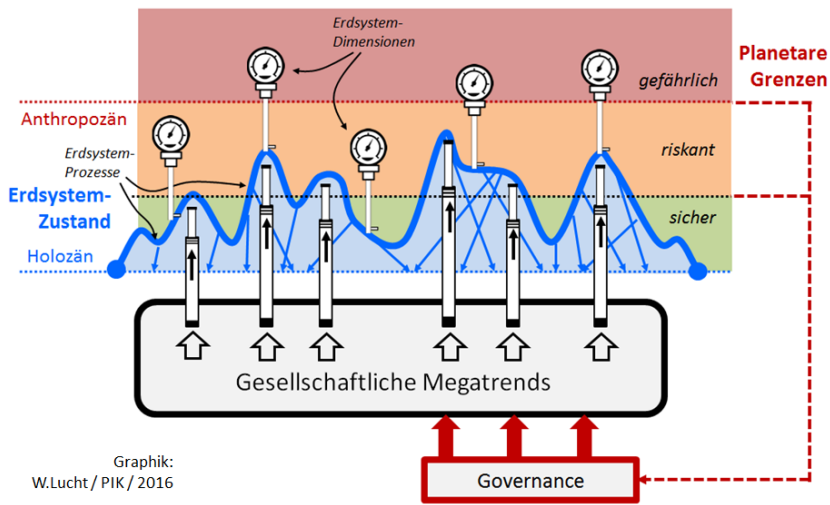 Erdsystem-
Dimensionen
Planetare
Grenzen
gefährlich
Anthropozän
Erdsystem-
Prozesse
riskant
Erdsystem-
Zustand
sicher
Holozän
Gesellschaftliche Megatrends
Graphik:
W.Lucht / PIK / 2016
Governance